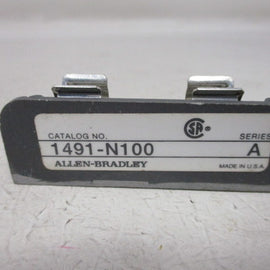 CATALOG NO. SERIES
1491-N100 A
ALLEN-BRADLEY MADE IN U.S.A.